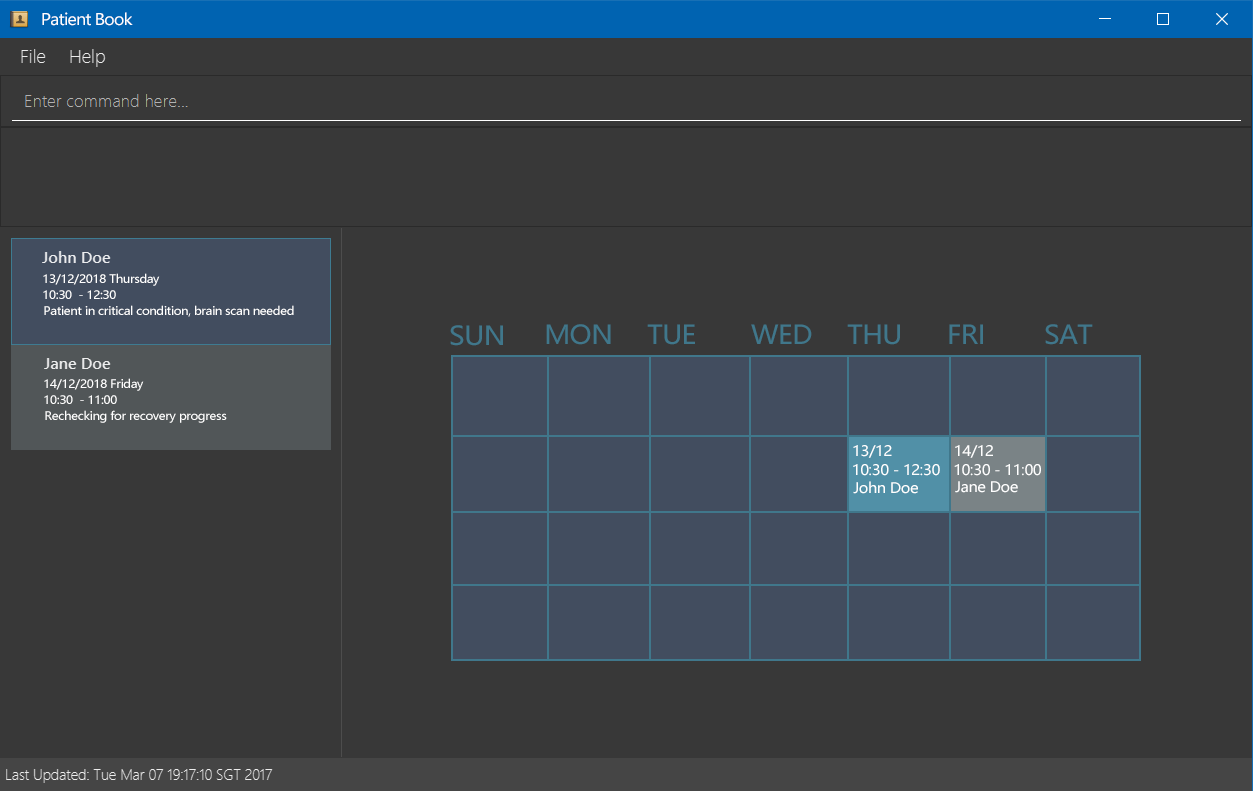 Patient Book
File Help
Enter command here...
John Doe
13/12/2018 Thursday
10:30 - 12:30
Patient in critical condition, brain scan needed
Jane Doe
14/12/2018 Friday
10:30 - 11:00
Rechecking for recovery progress
SUN MON TUE WED THU FRI SAT
13/12
10:30 - 12:30
John Doe
14/12
10:30 - 11:00
Jane Doe
Last Updated: Tue Mar 07 19:17:10 SGT 2017